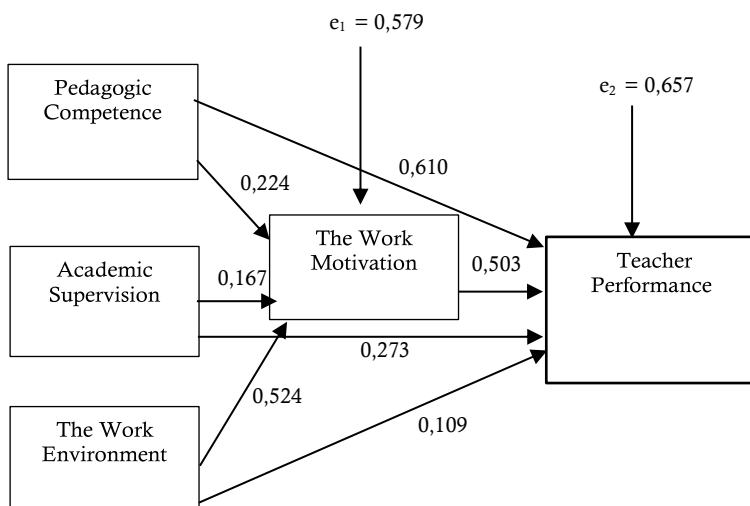 e₁ = 0,579
Pedagogic
Competence
e₂ = 0,657
0,610
0,224
The Work
Motivation
Academic
Supervision
0,167
0,503
Teacher
Performance
0,273
0,524
0,109
The Work
Environment